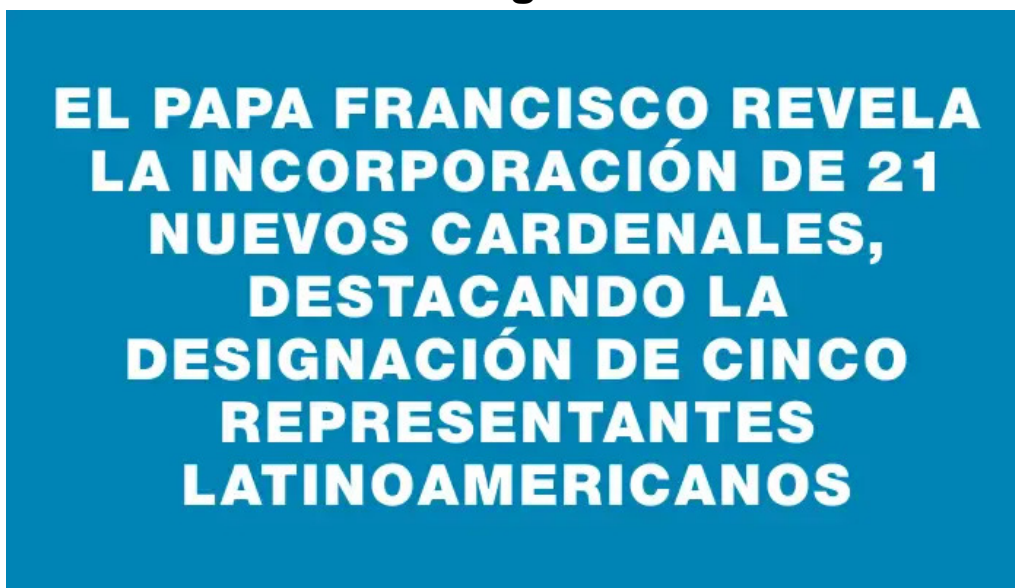 EL PAPA FRANCISCO REVELA
LA INCORPORACIÓN DE 21
NUEVOS CARDENALES,
DESTACANDO LA
DESIGNACIÓN DE CINCO
REPRESENTANTES
LATINOAMERICANOS